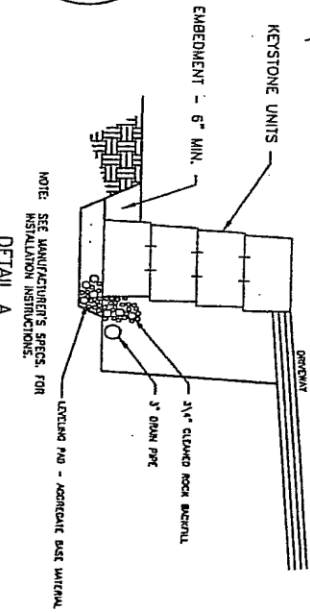 KEYSTONE UNITS
EMBEDMENT - 6" MIN.
DRIVEWAY
3\4" CLEANED ROCK BACKFILL
3" DRAIN PIPE
LEVELING PAD - AGGREGATE BASE MATERIAL
NOTE: SEE MANUFACTURER'S SPECS. FOR
INSTALLATION INSTRUCTIONS.
DETAIL A